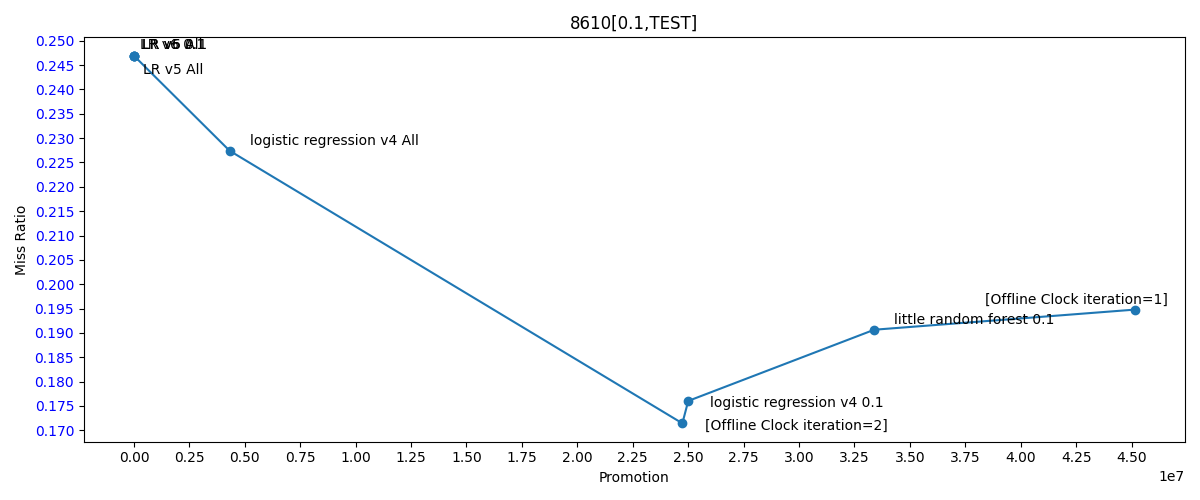 8610[0.1,TEST]
0.250
0.245
0.240
0.235
0.230
0.225
0.220
0.215
0.210
0.205
0.200
0.195
0.190
0.185
0.180
0.175
0.170
Miss Ratio
LR v5 All
logistic regression v4 All
[Offline Clock iteration=1]
little random forest 0.1
logistic regression v4 0.1
[Offline Clock iteration=2]
0.00 0.25 0.50 0.75 1.00 1.25 1.50 1.75 2.00 2.25 2.50 2.75 3.00 3.25 3.50 3.75 4.00 4.25 4.50
1e7
Promotion